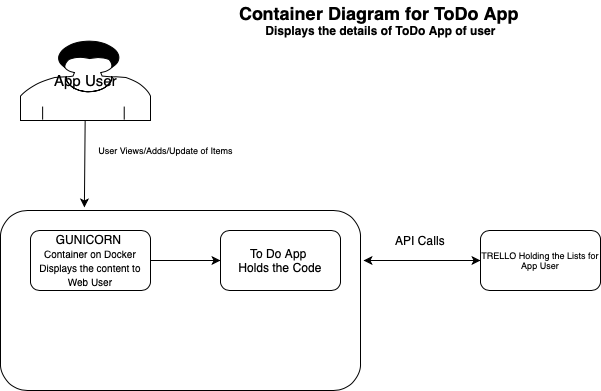 Container Diagram for ToDo App
Displays the details of ToDo App of user
App User
User Views/Adds/Update of Items
GUNICORN
Container on Docker
Displays the content to
Web User
To Do App
Holds the Code
API Calls
TRELLO Holding the Lists for
App User